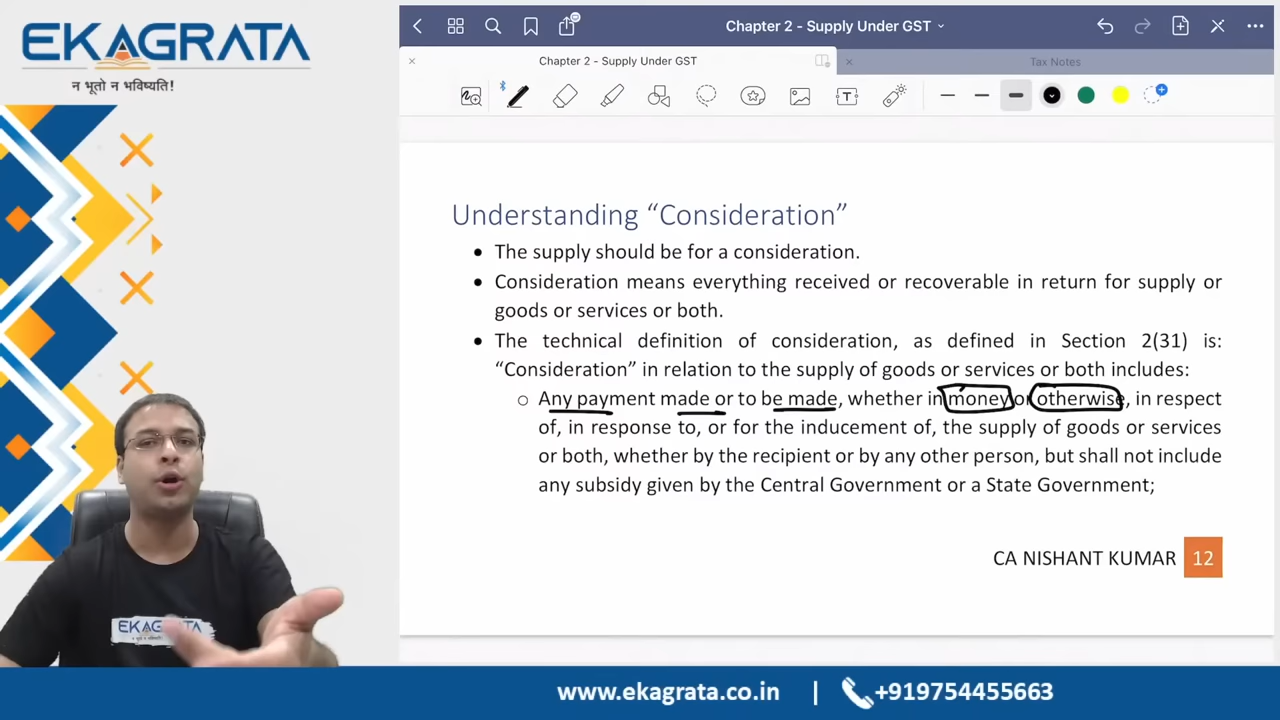 EKAGRATA
न भूतो न भविष्यति!
Chapter 2 - Supply Under GST
Chapter 2 - Supply Under GST
Tax Notes
T
Understanding “Consideration”
The supply should be for a consideration.
Consideration means everything received or recoverable in return for supply or
goods or services or both.
The technical definition of consideration, as defined in Section 2(31) is:
“Consideration” in relation to the supply of goods or services or both includes:
Any payment made or to be made, whether in money or otherwise, in respect
of, in response to, or for the inducement of, the supply of goods or services
or both, whether by the recipient or by any other person, but shall not include
any subsidy given by the Central Government or a State Government;
CA NISHANT KUMAR 12
EKAGRATA
www.ekagrata.co.in | +919754455663